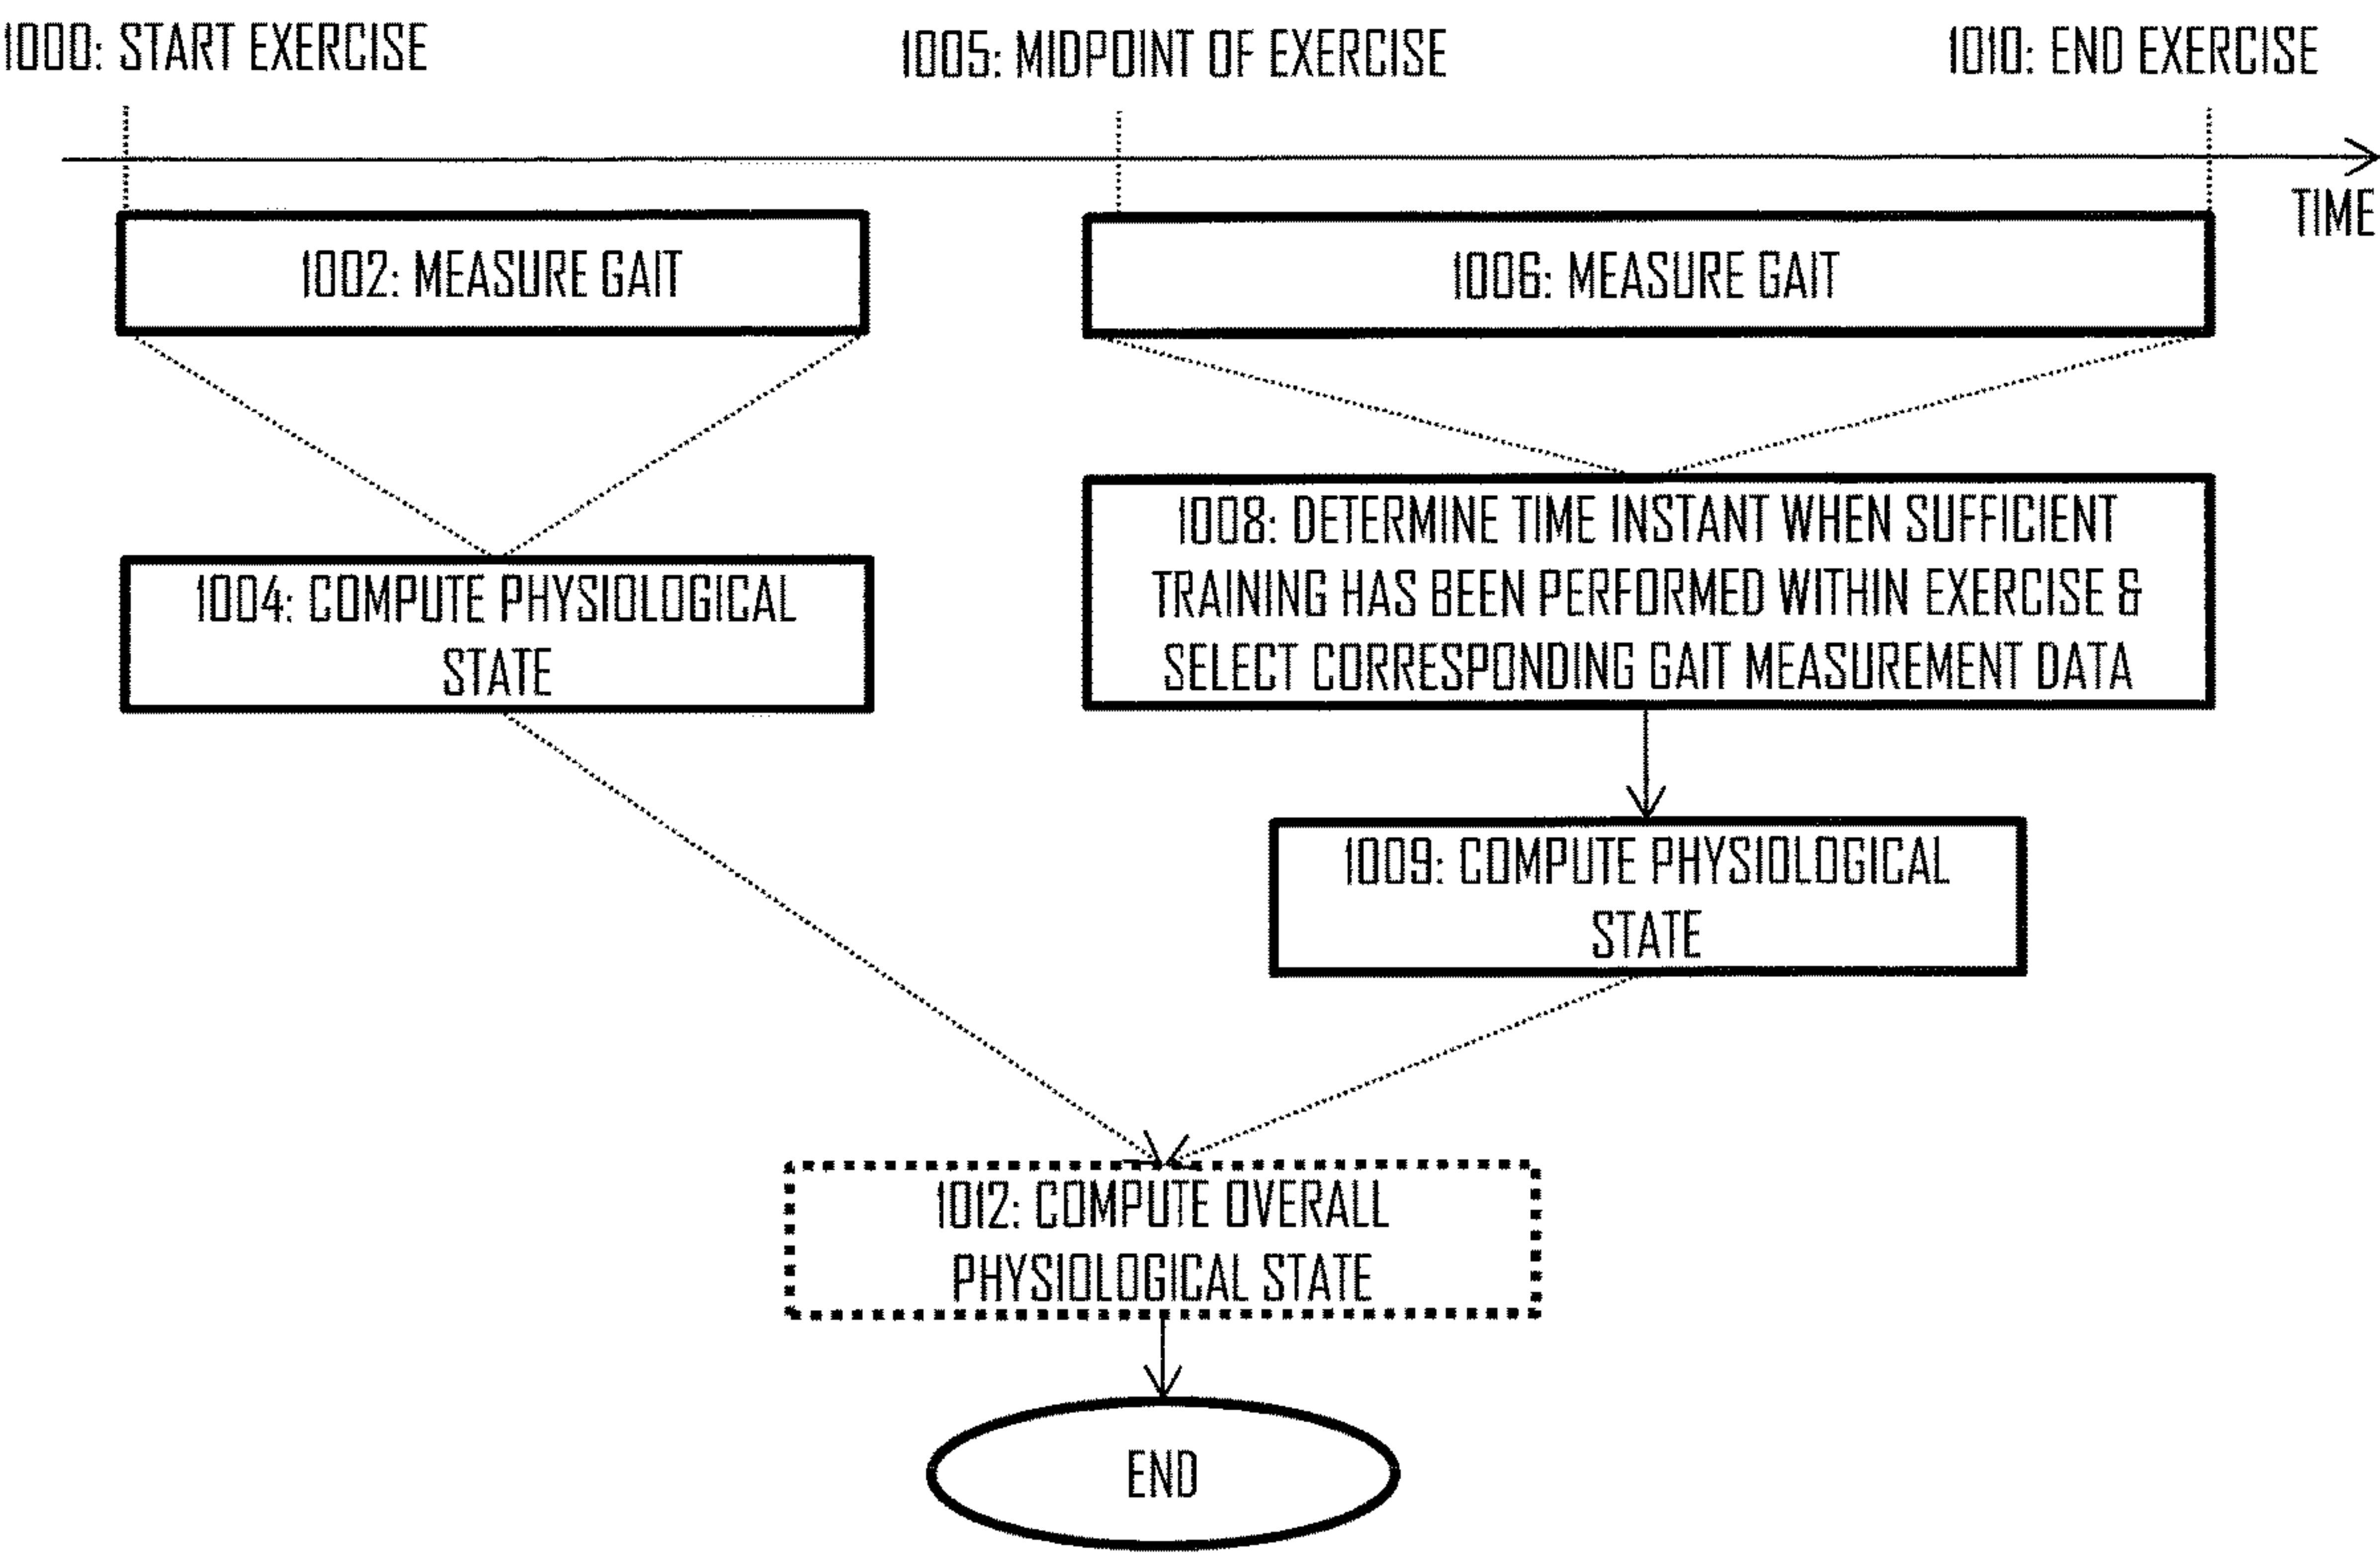 1000: START EXERCISE
1005: MIDPOINT OF EXERCISE
1010: END EXERCISE
TIME
1002: MEASURE GAIT
1006: MEASURE GAIT
1004: COMPUTE PHYSIOLOGICAL
STATE
1008: DETERMINE TIME INSTANT WHEN SUFFICIENT
TRAINING HAS BEEN PERFORMED WITHIN EXERCISE &
SELECT CORRESPONDING GAIT MEASUREMENT DATA
1009: COMPUTE PHYSIOLOGICAL
STATE
1012: COMPUTE OVERALL
PHYSIOLOGICAL STATE
END